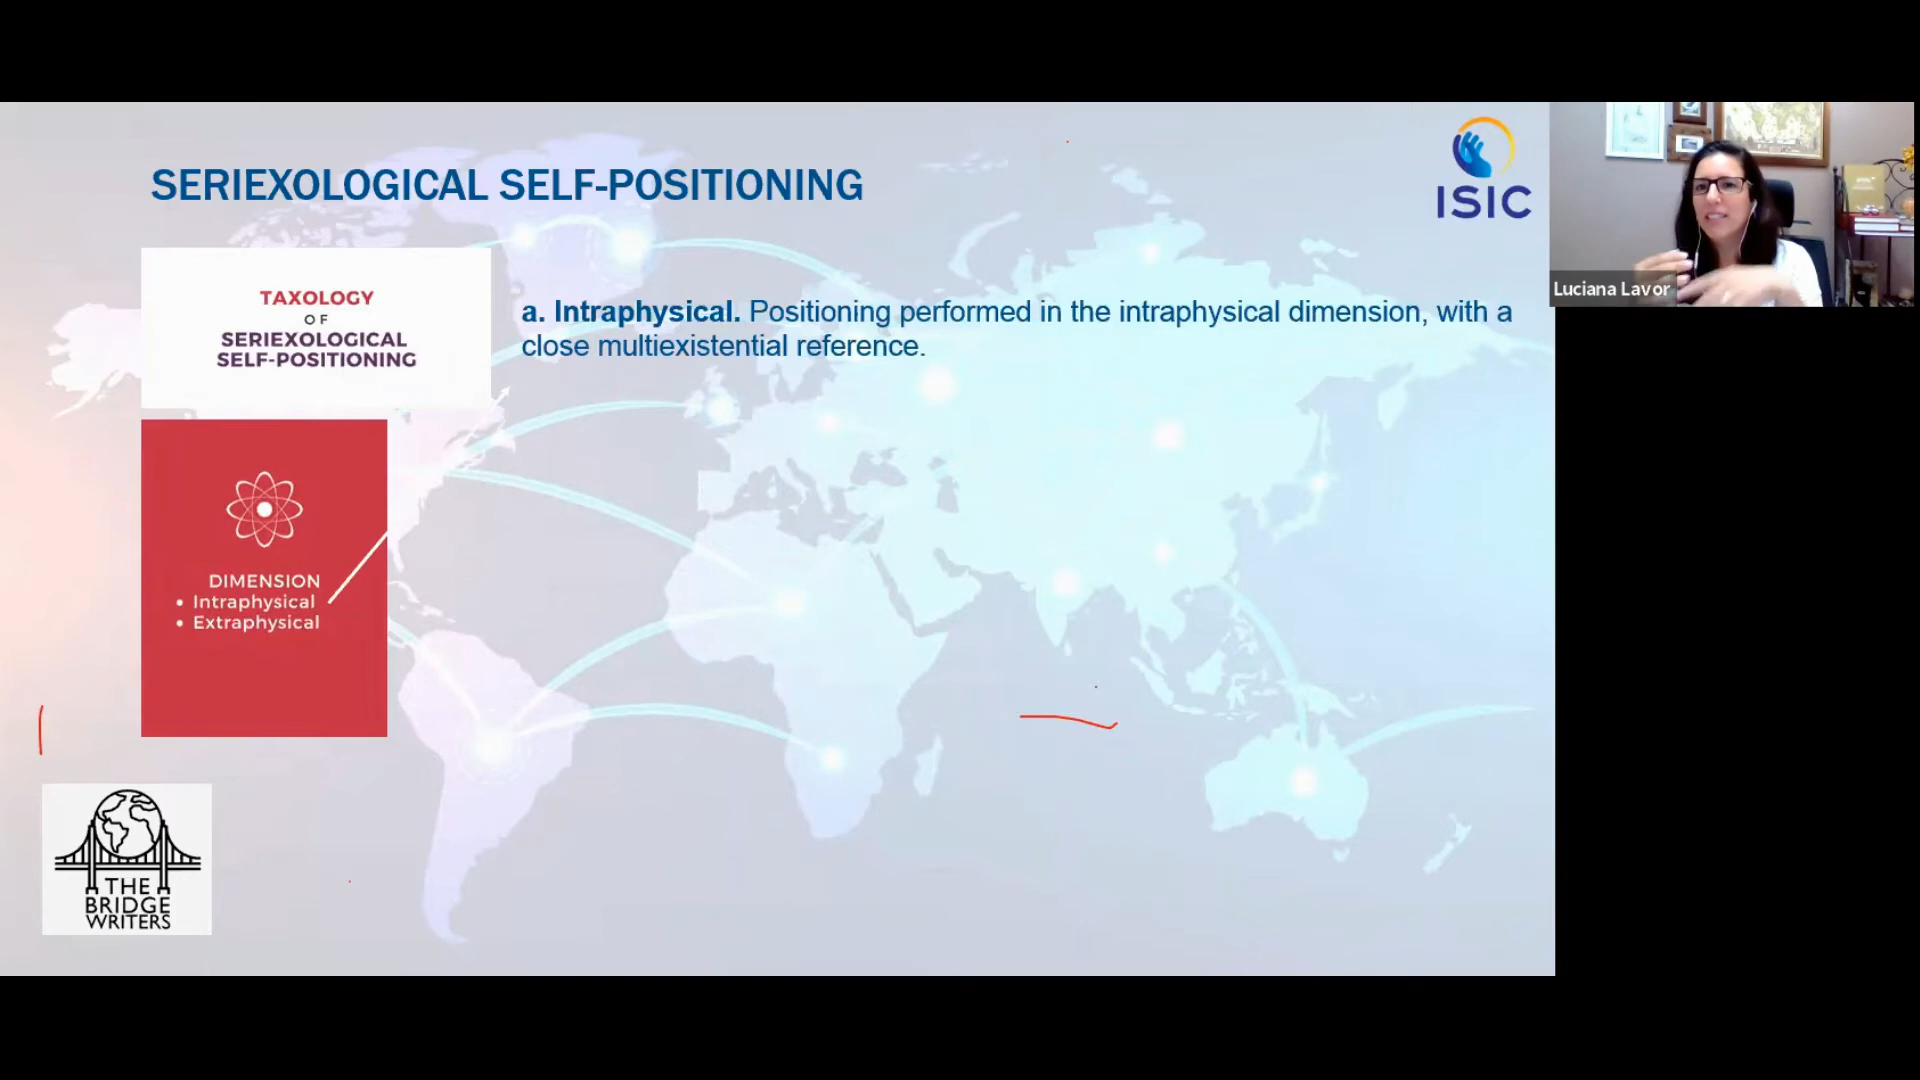 SERIEXOLOGICAL SELF-POSITIONING
ISIC
Luciana Lavor
TAXOLOGY
OF
SERIEXOLOGICAL
SELF-POSITIONING
a. Intraphysical. Positioning performed in the intraphysical dimension, with a
close multiexistential reference.
DIMENSION
• Intraphysical
• Extraphysical
THE
BRIDGE
WRITERS